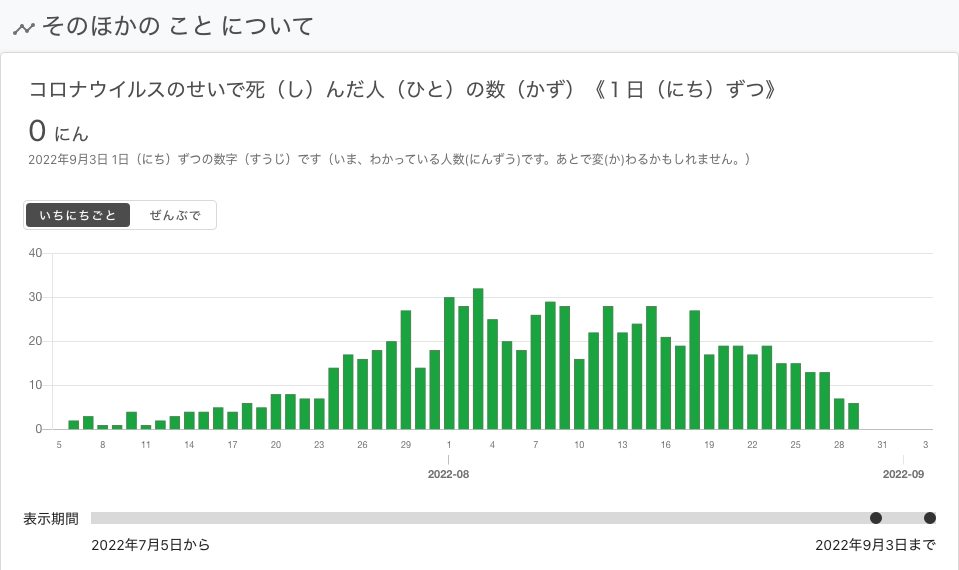 そのほかの こと について
コロナウイルスのせいで死（し）んだ人（ひと）の数（かず）《１日（にち）ずつ》
0 にん
2022年9月3日 1日（にち）ずつの数字（すうじ）です（いま、わかっている人数(にんずう)です。あとで変(か)わるかもしれません。）
いちにちごと ぜんぶで
40
30
20
10
0
5 8 11 14 17 20 23 26 29 1 4 7 10 13 16 19 22 25 28 31 3
2022-08 2022-09
表示期間
2022年7月5日から 2022年9月3日まで